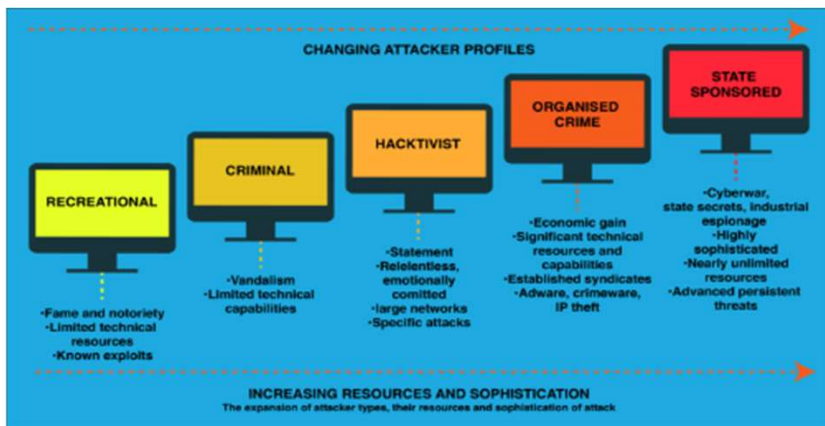 CHANGING ATTACKER PROFILES
RECREATIONAL
•Fame and notoriety
•Limited technical
resources
•Known exploits
CRIMINAL
•Vandalism
•Limited technical
capabilities
HACKTIVIST
•Statement
•Relelentless,
emotionally
comitted
•large networks
•Specific attacks
ORGANISED
CRIME
•Economic gain
•Significant technical
resources and
capabilities
•Established syndicates
•Adware, crimeware,
IP theft
STATE
SPONSORED
•Cyberwar,
state secrets, industrial
espionage
•Highly
sophisticated
•Nearly unlimited
resources
•Advanced persistent
threats
INCREASING RESOURCES AND SOPHISTICATION
The expansion of attacker types, their resources and sophistication of attack